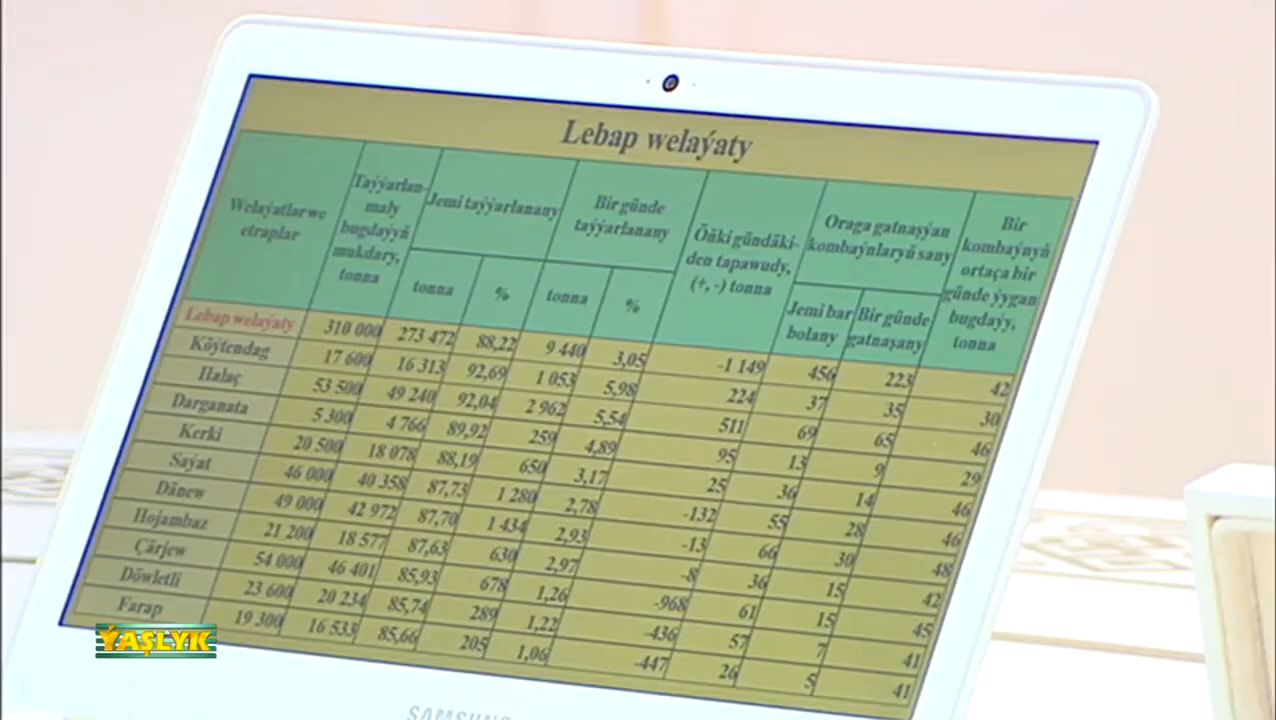 Lebap welaýaty
Welaýatlar we
etraplar
Taýýarlan-
maly
bugdaýyň
mukdary,
tonna
Jemi taýýarlanany
tonna
%
Bir günde
taýýarlanany
tonna
%
Öňki gündäki-
den tapawudy,
(+, -) tonna
Oraga gatnaşýan
kombaýnlaryň sany
Jemi bar
bolany
Bir günde
gatnaşany
Bir
kombaýnyň
ortaça bir
günde ýygan
bugdaýy,
tonna
Lebap welaýaty 310 000 273 472 88,22 9 440 3,05 -1 149 456 223 42
Köýtendag 17 600 16 313 92,69 1 053 5,98 224 37 35 30
Halaç 53 500 49 240 92,04 2 962 5,54 511 69 65 46
Darganata 5 300 4 766 89,92 259 4,89 95 13 9 29
Kerki 20 500 18 078 88,19 650 3,17 25 36 14 46
Saýat 46 000 40 358 87,73 1 280 2,78 -132 55 28 46
Dänew 49 000 42 972 87,70 1 434 2,93 -13 66 30 48
Hojambaz 21 200 18 577 87,63 630 2,97 -8 36 15 42
Çärjew 54 000 46 401 85,93 678 1,26 -968 61 15 45
Döwletli 23 600 20 234 85,74 289 1,22 -436 57 7 41
Farap 19 300 16 533 85,66 205 1,06 -447 26 5 41
ÝAŞLYK
SAMSUNG